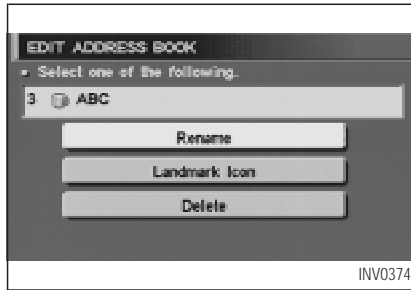 EDIT ADDRESS BOOK
Select one of the following.
3 ABC
Rename
Landmark Icon
Delete
INV0374